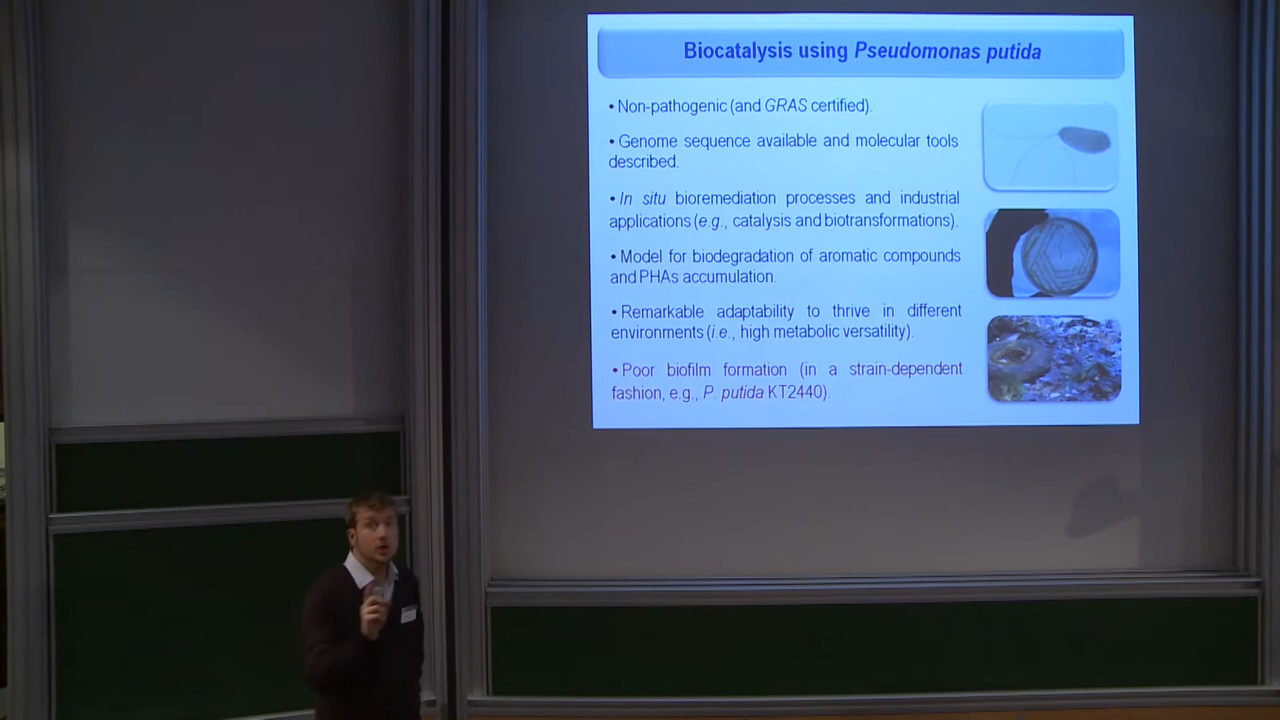 Biocatalysis using Pseudomonas putida
• Non-pathogenic (and GRAS certified).
• Genome sequence available and molecular tools
described.
• In situ bioremediation processes and industrial
applications (e.g., catalysis and biotransformations).
• Model for biodegradation of aromatic compounds
and PHAs accumulation.
• Remarkable adaptability to thrive in different
environments (i.e., high metabolic versatility).
• Poor biofilm formation (in a strain-dependent
fashion, e.g., P. putida KT2440).